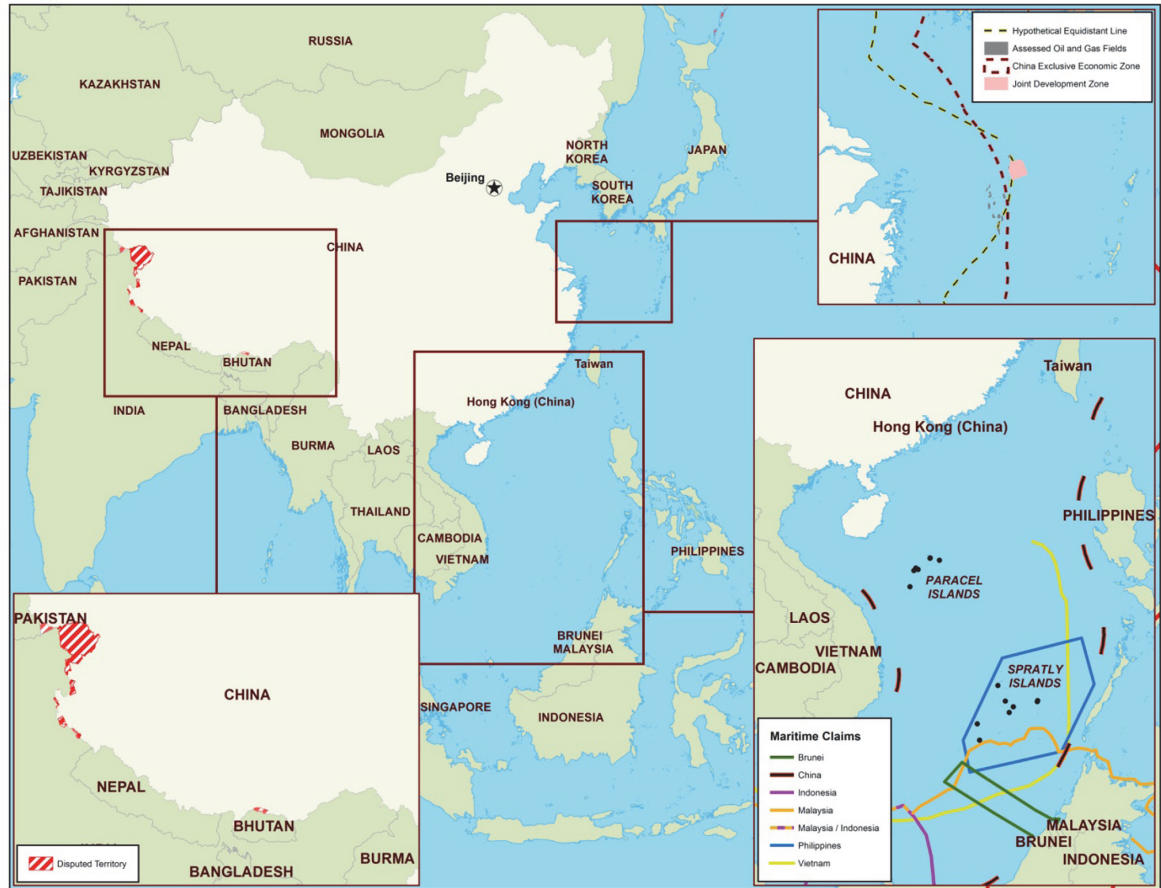 RUSSIA
KAZAKHSTAN
MONGOLIA
UZBEKISTAN
KYRGYZSTAN
TAJIKISTAN
NORTH
KOREA
JAPAN
Beijing
SOUTH
KOREA
AFGHANISTAN
CHINA
PAKISTAN
NEPAL
BHUTAN
Taiwan
INDIA
BANGLADESH
Hong Kong (China)
BURMA
LAOS
THAILAND
CAMBODIA
VIETNAM
PHILIPPINES
BRUNEI
MALAYSIA
SINGAPORE
INDONESIA
Hypothetical Equidistant Line
Assessed Oil and Gas Fields
China Exclusive Economic Zone
Joint Development Zone
CHINA
PAKISTAN
CHINA
NEPAL
BHUTAN
BURMA
BANGLADESH
Disputed Territory
Taiwan
CHINA
Hong Kong (China)
PHILIPPINES
PARACEL
ISLANDS
LAOS
VIETNAM
CAMBODIA
SPRATLY
ISLANDS
MALAYSIA
BRUNEI
INDONESIA
Maritime Claims
Brunei
China
Indonesia
Malaysia
Malaysia / Indonesia
Philippines
Vietnam